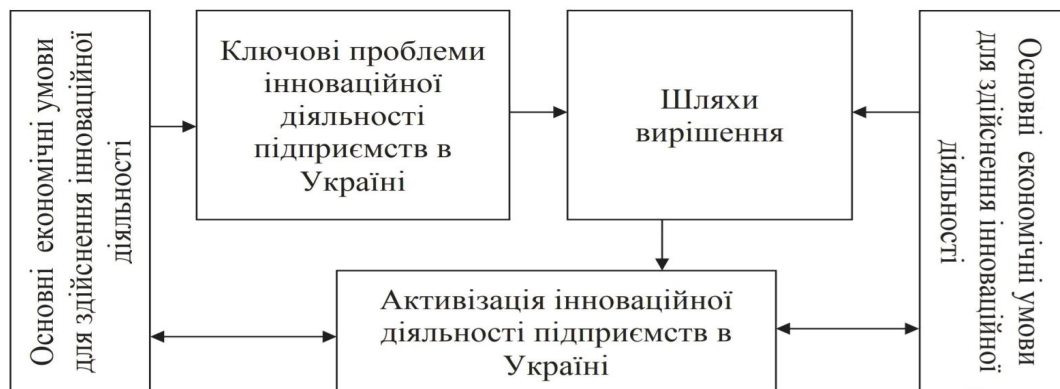 Основні економічні умови
для здійснення інноваційної
діяльності
Ключові проблеми
інноваційної
діяльності
підприємств в
Україні
Шляхи
вирішення
Основні економічні умови
для здійснення інноваційної
діяльності
Активізація інноваційної
діяльності підприємств в
Україні